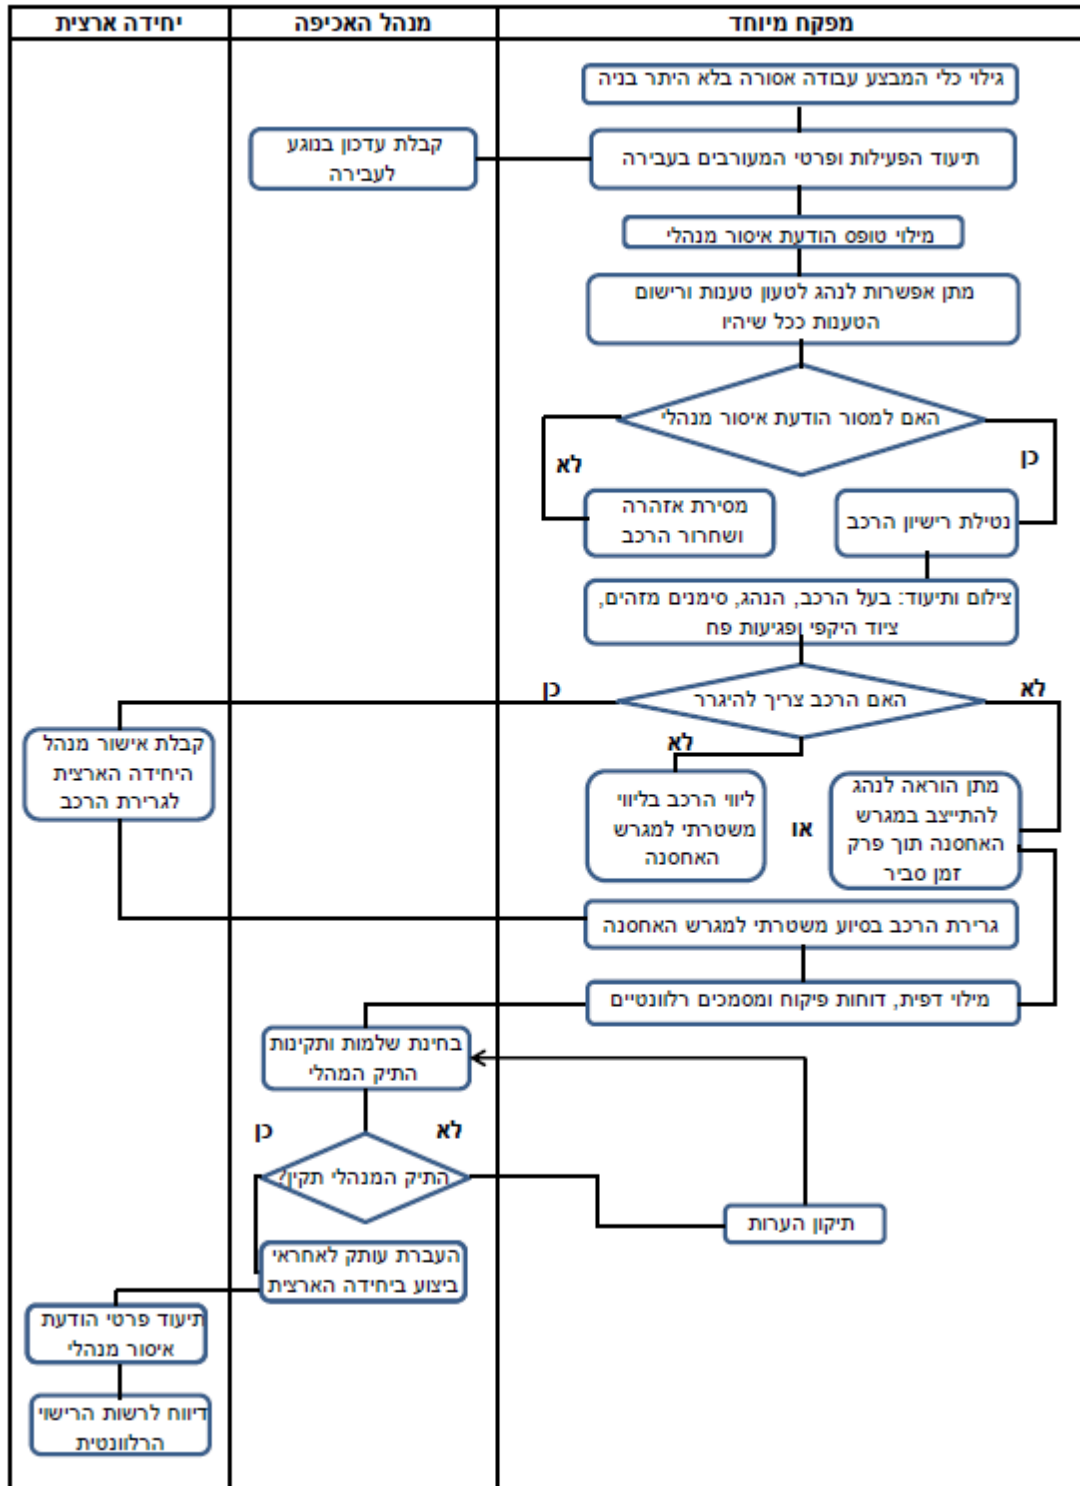 מפקח מיוחד
מנהל האכיפה
יחידה ארצית
גילוי כלי המבצע עבודה אסורה בלא היתר בניה
תיעוד הפעילות ופרטי המעורבים בעבירה
קבלת עדכון בנוגע
לעבירה
מילוי טופס הודעת איסור מנהלי
מתן אפשרות לנהג לטעון טענות ורישום
הטענות ככל שיהיו
האם למסור הודעת איסור מנהלי
כן
לא
נטילת רישיון הרכב
מסירת אזהרה
ושחרור הרכב
צילום ותיעוד: בעל הרכב, הנהג, סימנים מזהים,
ציוד היקפי ופגיעות פח
האם הרכב צריך להיגרר
לא
כן
לא
קבלת אישור מנהל
היחידה הארצית
לגרירת הרכב
מתן הוראה לנהג
להתייצב במגרש
האחסנה תוך פרק
זמן סביר
או
ליווי הרכב בליווי
משטרתי למגרש
האחסנה
גרירת הרכב בסיוע משטרתי למגרש האחסנה
מילוי דפית, דוחות פיקוח ומסמכים רלוונטיים
בחינת שלמות ותקינות
התיק המהלי
לא
כן
התיק המנהלי תקין?
תיקון הערות
העברת עותק לאחראי
ביצוע ביחידה הארצית
תיעוד פרטי הודעת
איסור מנהלי
דיווח לרשות הרישוי
הרלוונטית